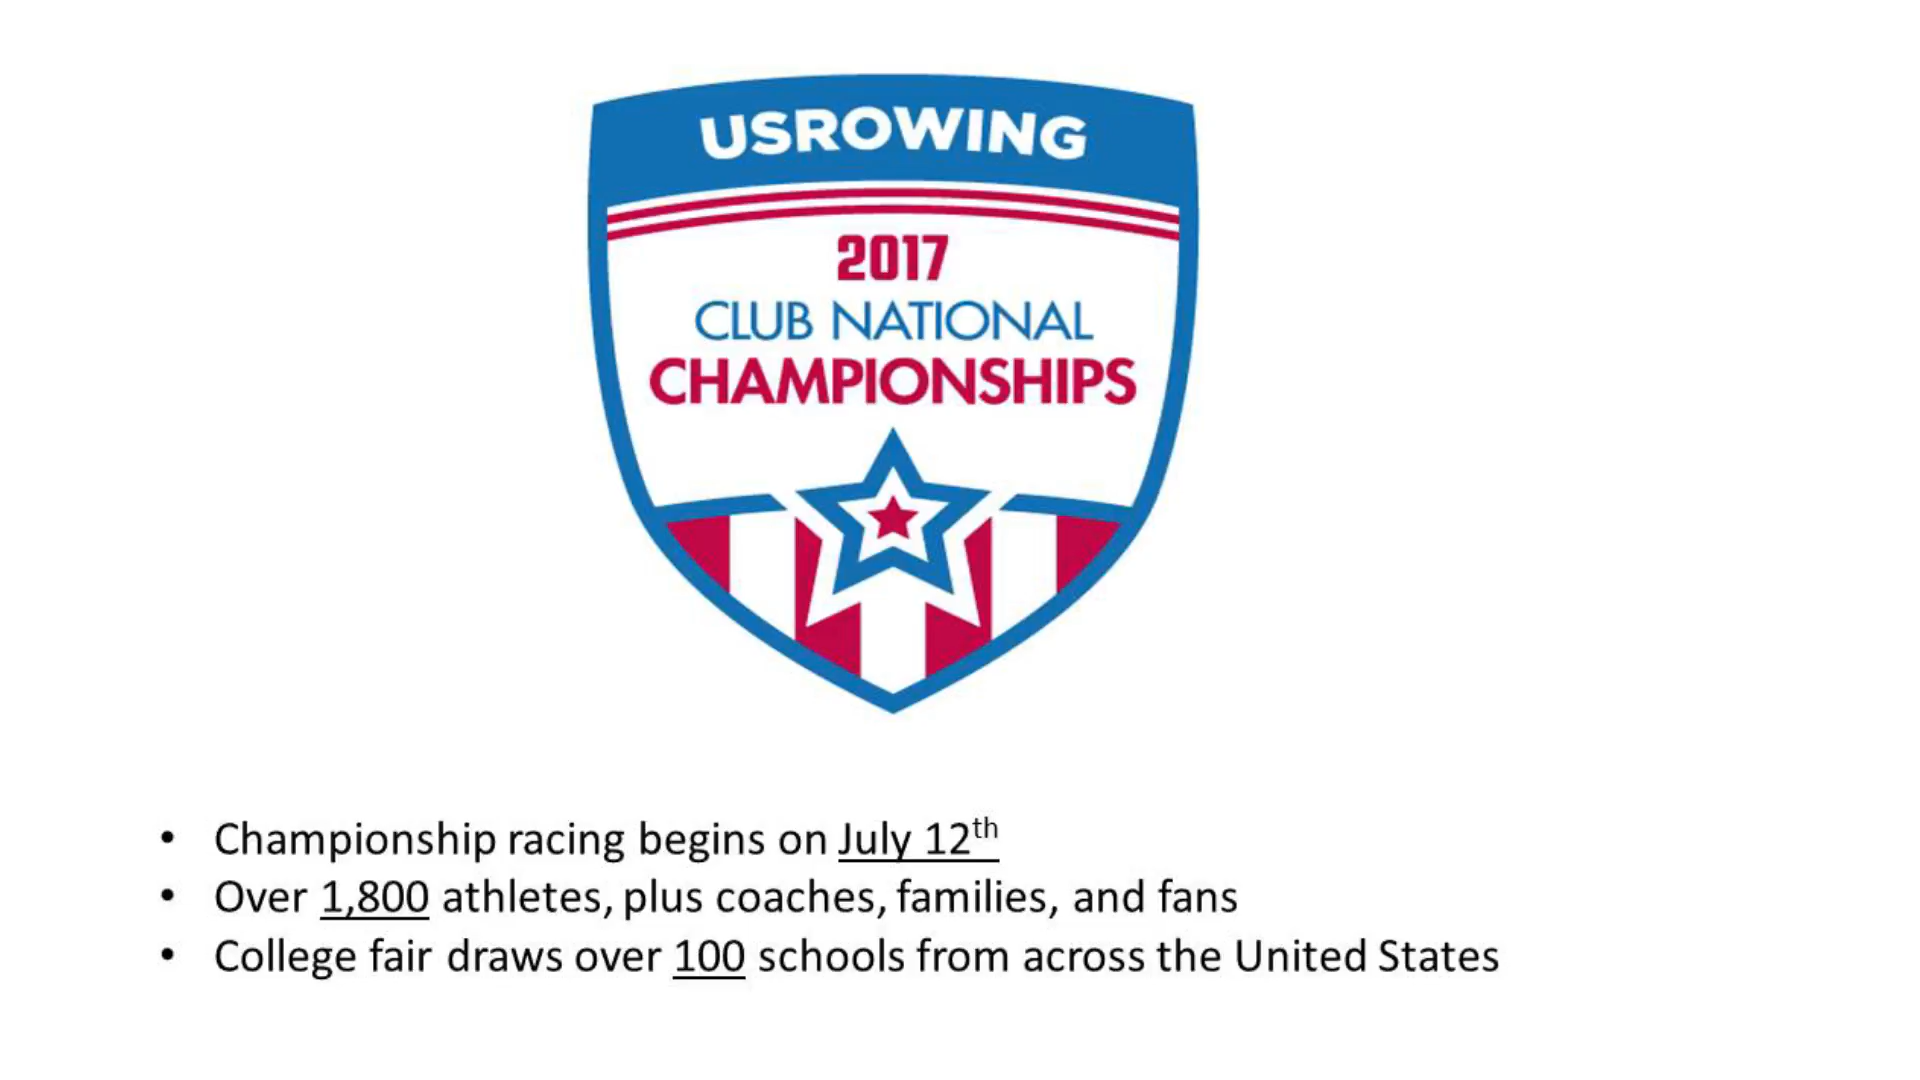 USROWING
2017
CLUB NATIONAL
CHAMPIONSHIPS
• Championship racing begins on July 12th
• Over 1,800 athletes, plus coaches, families, and fans
• College fair draws over 100 schools from across the United States